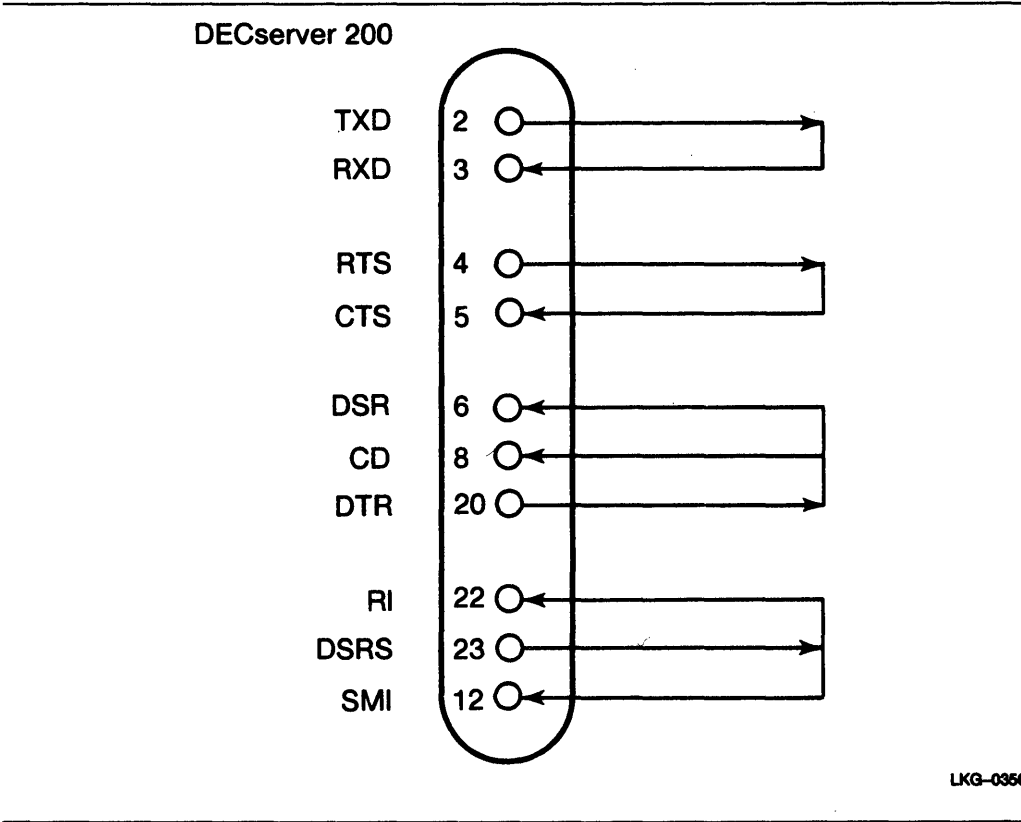 DECserver 200
TXD 2
RXD 3
RTS 4
CTS 5
DSR 6
CD 8
DTR 20
RI 22
DSRS 23
SMI 12